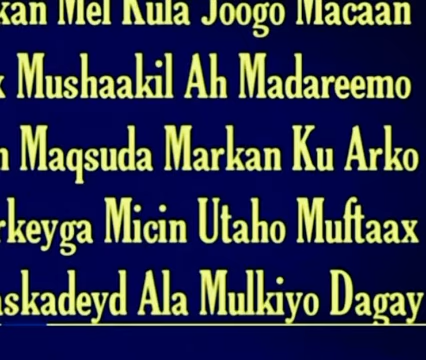 Mel Kula Joogo Macaan
Mushaakil Ah Madareemo
Maqsuda Markan Ku Arko
Micin Utaho Muftaax
Ala Mulkiyo Dagay